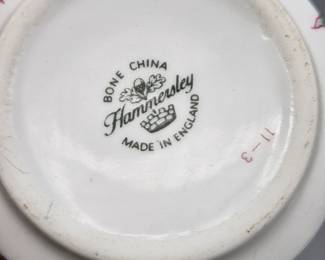 BONE CHINA
Hammersley
MADE IN ENGLAND
11-3